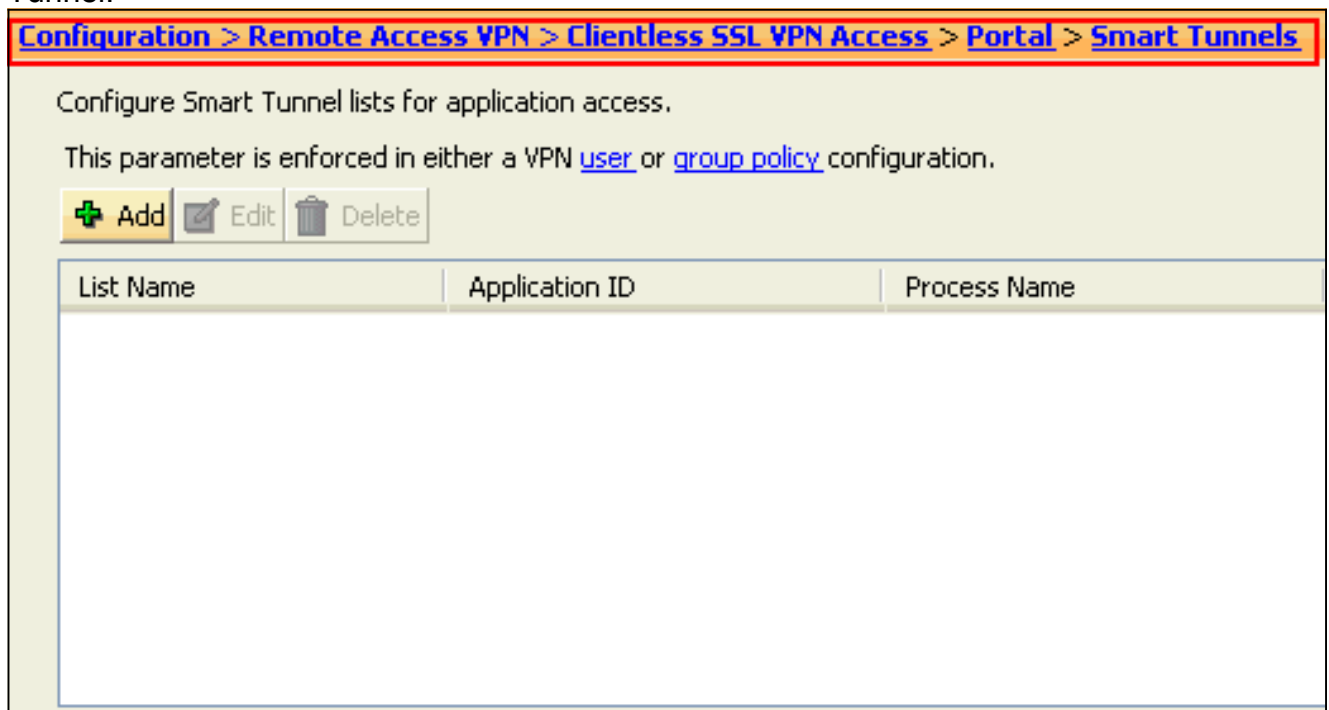 Tunnel.
Configuration > Remote Access VPN > Clientless SSL VPN Access > Portal > Smart Tunnels
Configure Smart Tunnel lists for application access.
This parameter is enforced in either a VPN user or group policy configuration.
Add Edit Delete
List Name Application ID Process Name